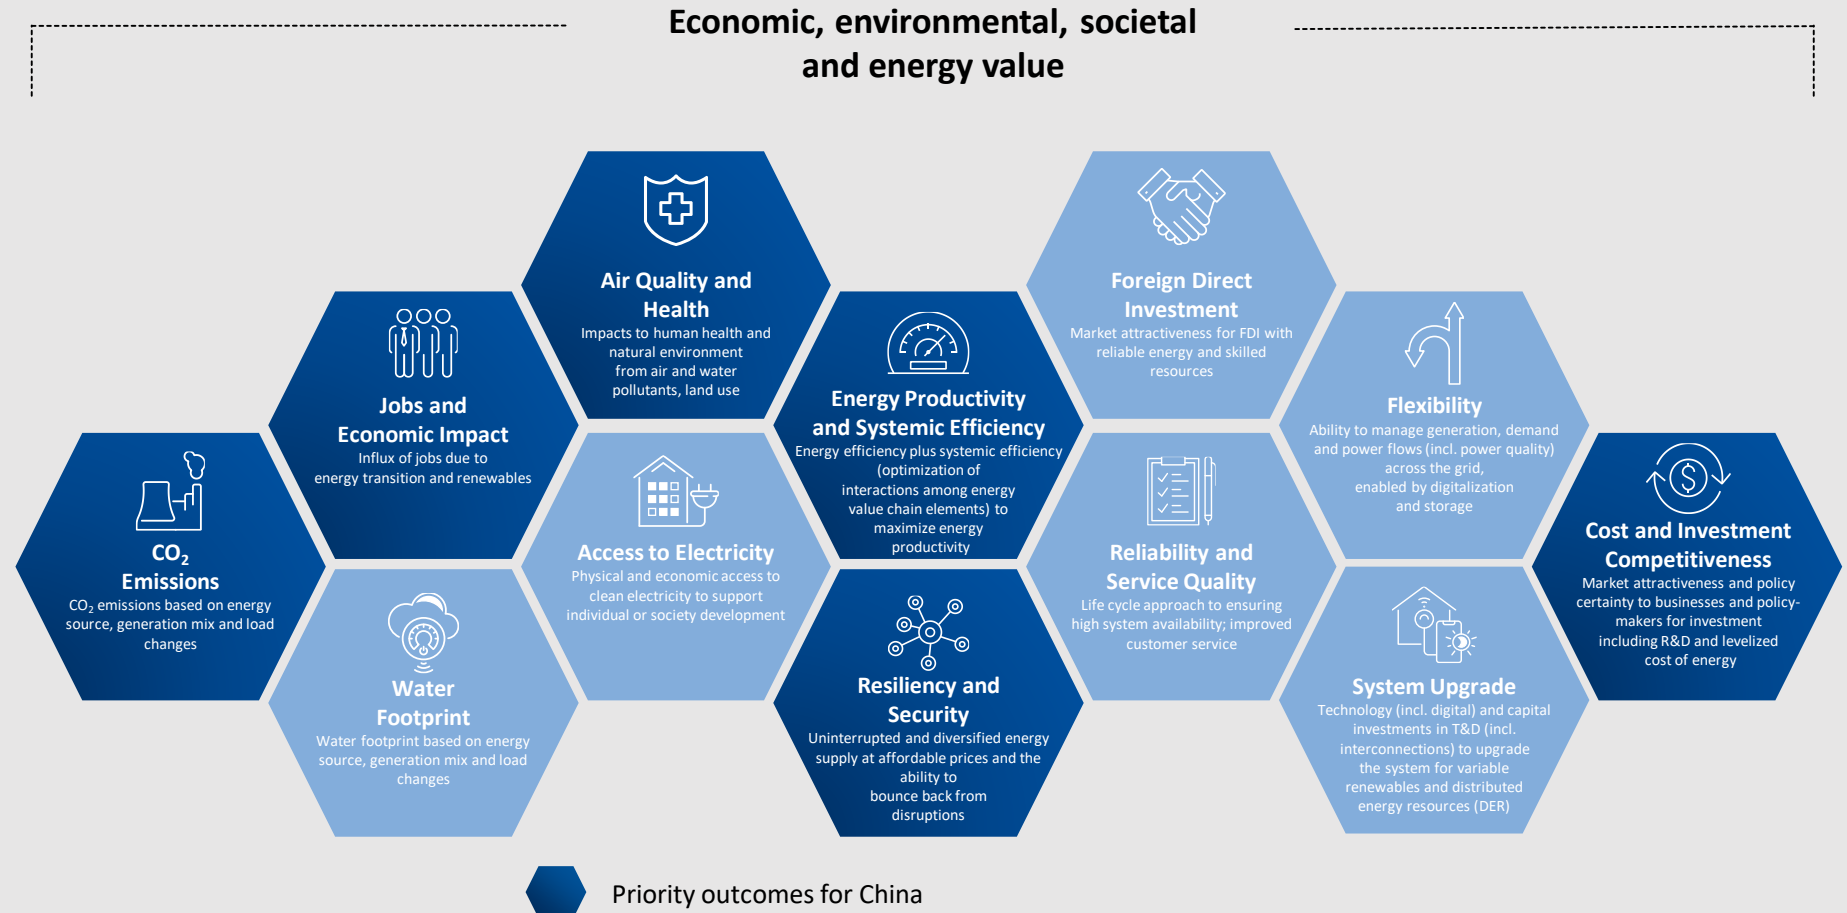 Economic, environmental, societal
and energy value
Air Quality and
Health
Impacts to human health and
natural environment
from air and water
pollutants, land use
Foreign Direct
Investment
Market attractiveness for FDI with
reliable energy and skilled
resources
Jobs and
Economic Impact
Influx of jobs due to
energy transition and renewables
Energy Productivity
and Systemic Efficiency
Energy efficiency plus systemic efficiency
(optimization of
interactions among energy
value chain elements) to
maximize energy
productivity
Flexibility
Ability to manage generation, demand
and power flows (incl. power quality)
across the grid,
enabled by digitalization
and storage
CO₂
Emissions
CO₂ emissions based on energy
source, generation mix and load
changes
Access to Electricity
Physical and economic access to
clean electricity to support
individual or society development
Reliability and
Service Quality
Life cycle approach to ensuring
high system availability; improved
customer service
Cost and Investment
Competitiveness
Market attractiveness and policy
certainty to businesses and policy-
makers for investment
including R&D and levelized
cost of energy
Water
Footprint
Water footprint based on energy
source, generation mix and load
changes
Resiliency and
Security
Uninterrupted and diversified energy
supply at affordable prices and the
ability to
bounce back from
disruptions
System Upgrade
Technology (incl. digital) and capital
investments in T&D (incl.
interconnections) to upgrade
the system for variable
renewables and distributed
energy resources (DER)
Priority outcomes for China